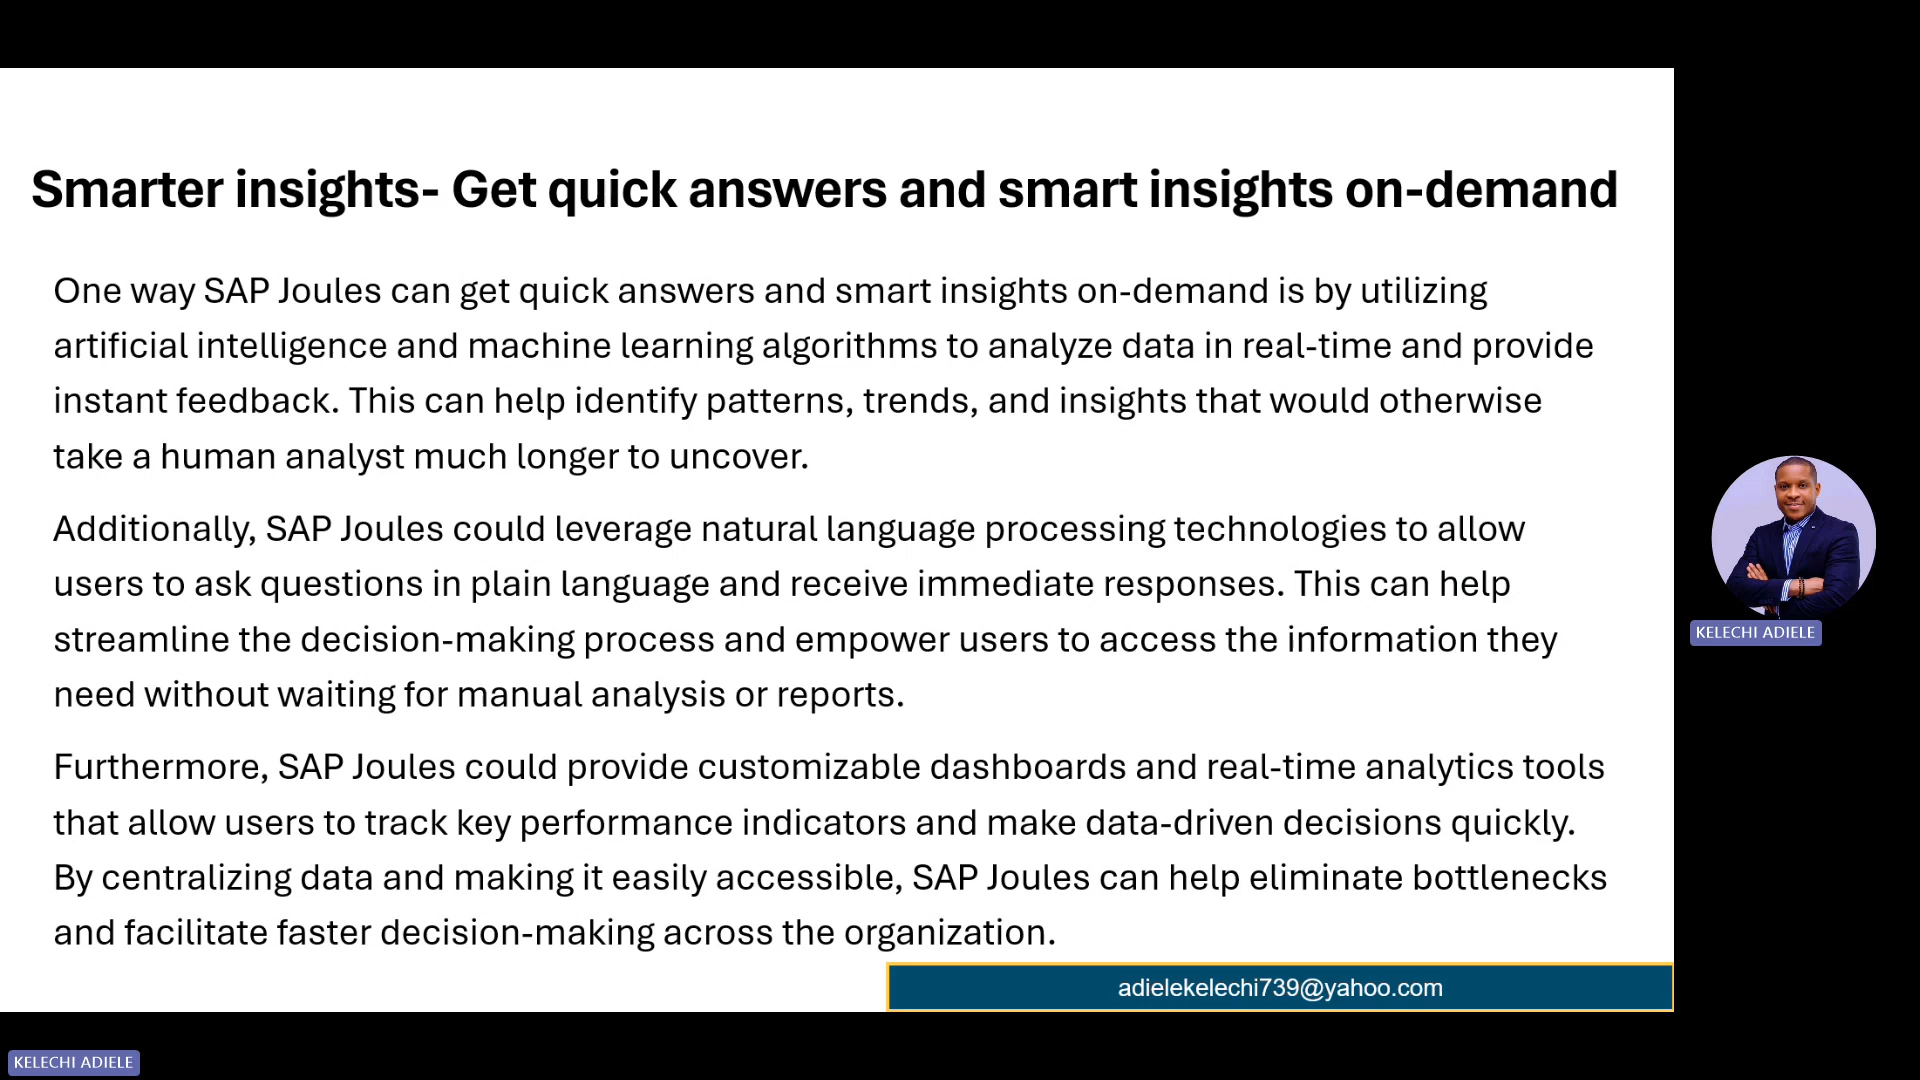 Smarter insights- Get quick answers and smart insights on-demand
One way SAP Joules can get quick answers and smart insights on-demand is by utilizing
artificial intelligence and machine learning algorithms to analyze data in real-time and provide
instant feedback. This can help identify patterns, trends, and insights that would otherwise
take a human analyst much longer to uncover.
Additionally, SAP Joules could leverage natural language processing technologies to allow
users to ask questions in plain language and receive immediate responses. This can help
streamline the decision-making process and empower users to access the information they
need without waiting for manual analysis or reports.
Furthermore, SAP Joules could provide customizable dashboards and real-time analytics tools
that allow users to track key performance indicators and make data-driven decisions quickly.
By centralizing data and making it easily accessible, SAP Joules can help eliminate bottlenecks
and facilitate faster decision-making across the organization.
adielekelechi739@yahoo.com
KELECHI ADIELE
KELECHI ADIELE